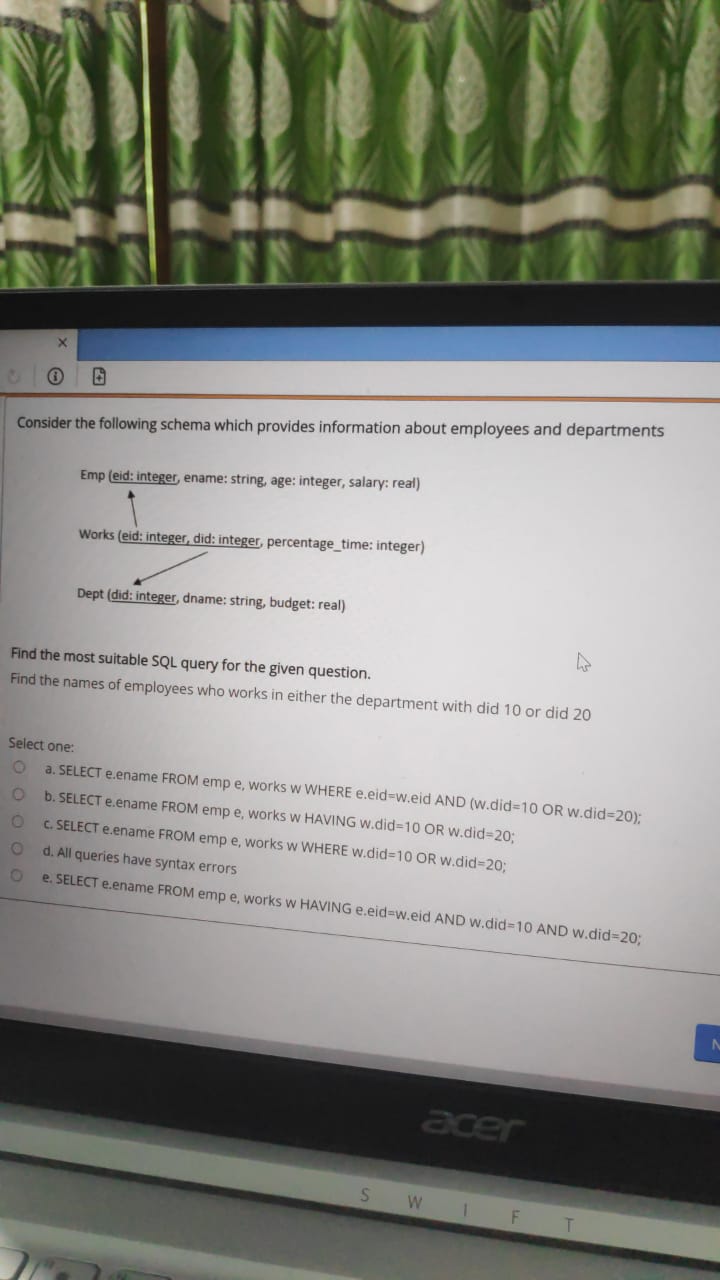 Consider the following schema which provides information about employees and departments
Emp (eid: integer, ename: string, age: integer, salary: real)
Works (eid: integer, did: integer, percentage_time: integer)
Dept (did: integer, dname: string, budget: real)
Find the most suitable SQL query for the given question.
Find the names of employees who works in either the department with did 10 or did 20
Select one:
a. SELECT e.ename FROM emp e, works w WHERE e.eid=w.eid AND (w.did=10 OR w.did=20);
b. SELECT e.ename FROM emp e, works w HAVING w.did=10 OR w.did=20;
c. SELECT e.ename FROM emp e, works w WHERE w.did=10 OR w.did=20;
d. All queries have syntax errors
e. SELECT e.ename FROM emp e, works w HAVING e.eid=w.eid AND w.did=10 AND w.did=20;
N
acer
SWIFT